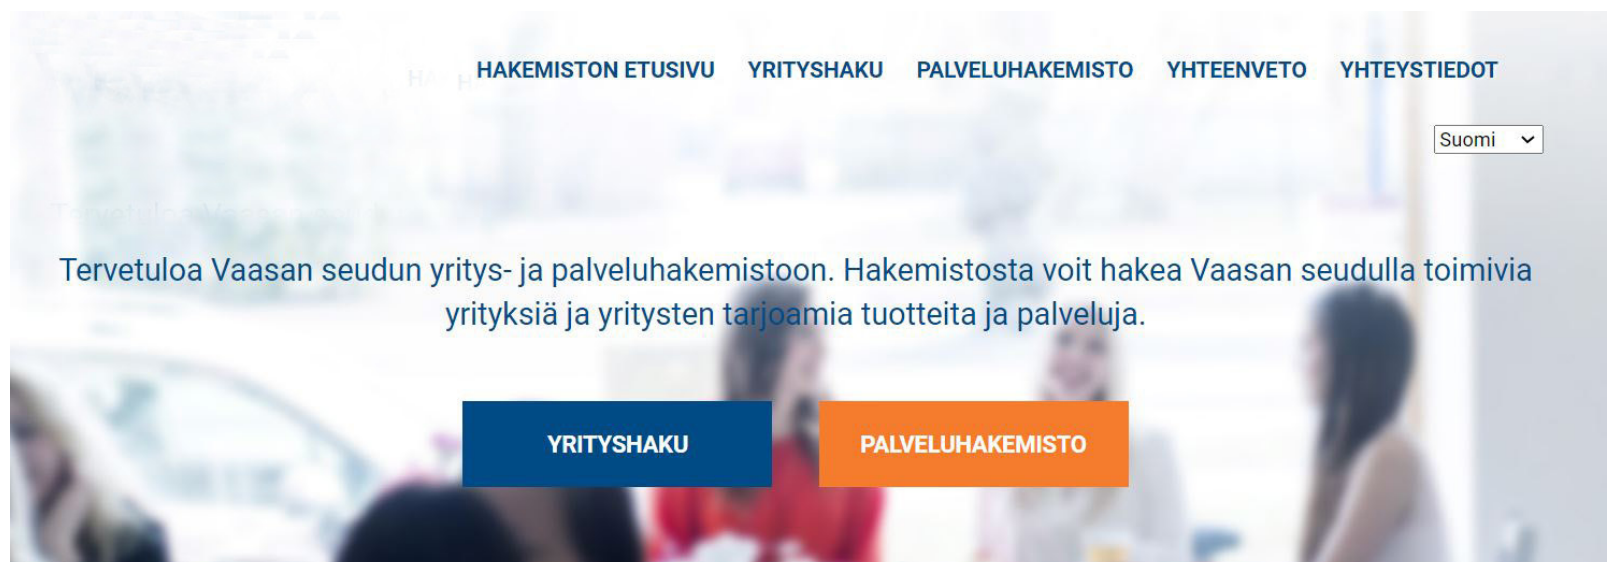 HAKEMISTON ETUSIVU YRITYSHAKU PALVELUHAKEMISTO YHTEENVETO YHTEYSTIEDOT
Suomi
Tervetuloa Vaasan seudun yritys- ja palveluhakemistoon. Hakemistosta voit hakea Vaasan seudulla toimivia
yrityksiä ja yritysten tarjoamia tuotteita ja palveluja.
YRITYSHAKU PALVELUHAKEMISTO